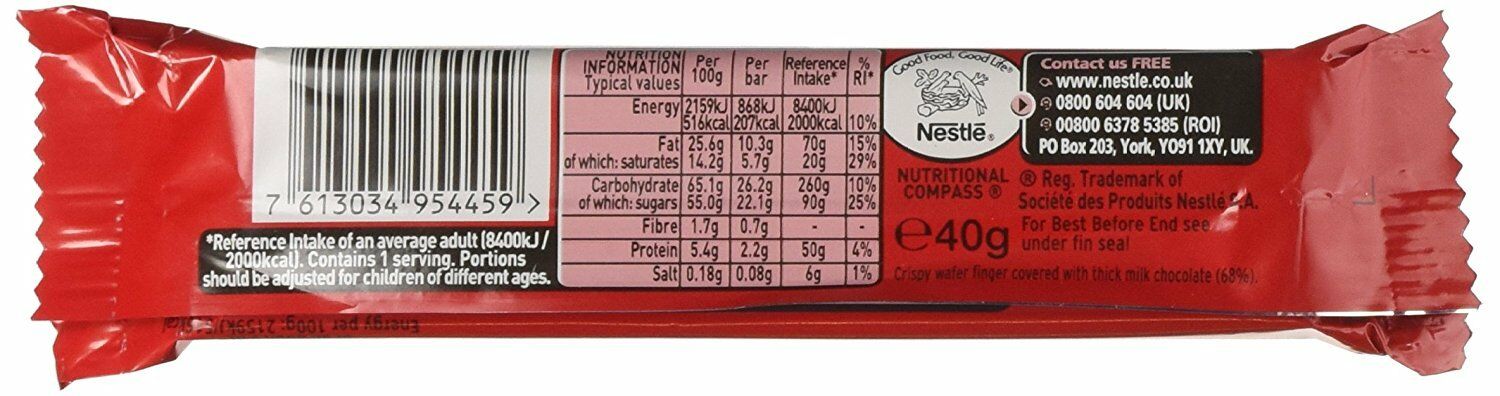 7 613034 954459 >
*Reference Intake of an average adult (8400kJ /
2000kcal). Contains 1 serving. Portions
should be adjusted for children of different ages.
NUTRITION INFORMATION Typical values | Per 100g | Per bar | Reference Intake* | % RI*
Energy 2159kJ 868kJ 8400kJ
516kcal 207kcal 2000kcal 10%
Fat 25.6g 10.3g 70g 15%
of which: saturates 14.2g 5.7g 20g 29%
Carbohydrate 65.1g 26.2g 260g 10%
of which: sugars 55.0g 22.1g 90g 25%
Fibre 1.7g 0.7g - -
Protein 5.4g 2.2g 50g 4%
Salt 0.18g 0.08g 6g 1%
Good Food, Good Life®
Nestlé®
NUTRITIONAL
COMPASS ®
Contact us FREE
www.nestle.co.uk
0800 604 604 (UK)
00800 6378 5385 (ROI)
PO Box 203, York, YO91 1XY, UK.
® Reg. Trademark of
Société des Produits Nestlé S.A.
For Best Before End see
under fin seal
e40g
Crispy wafer finger covered with thick milk chocolate (68%).
Energy per 100g: 2159kJ/516kcal